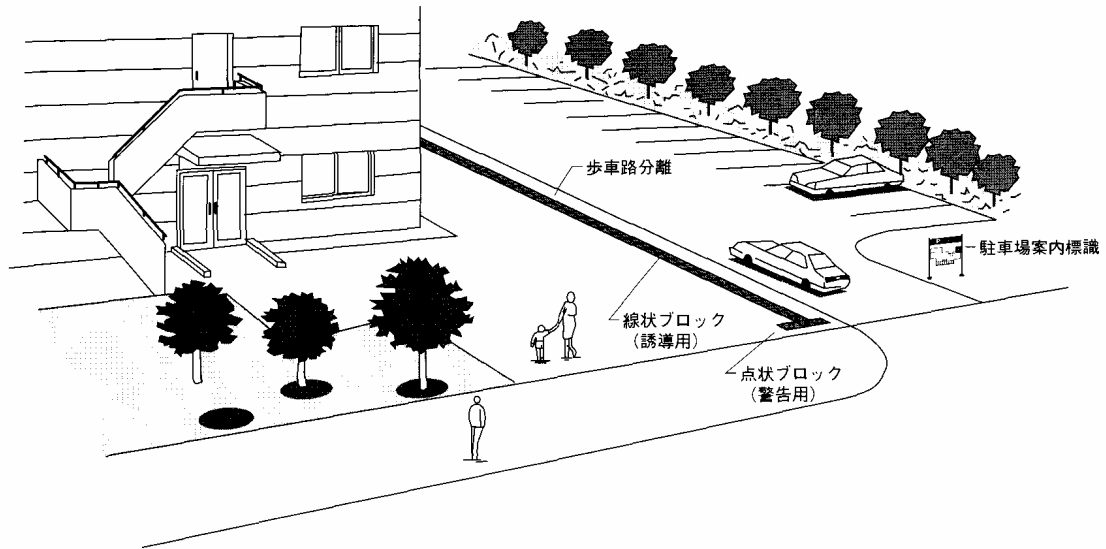 歩車路分離
駐車場案内標識
線状ブロック
（誘導用）
点状ブロック
（警告用）